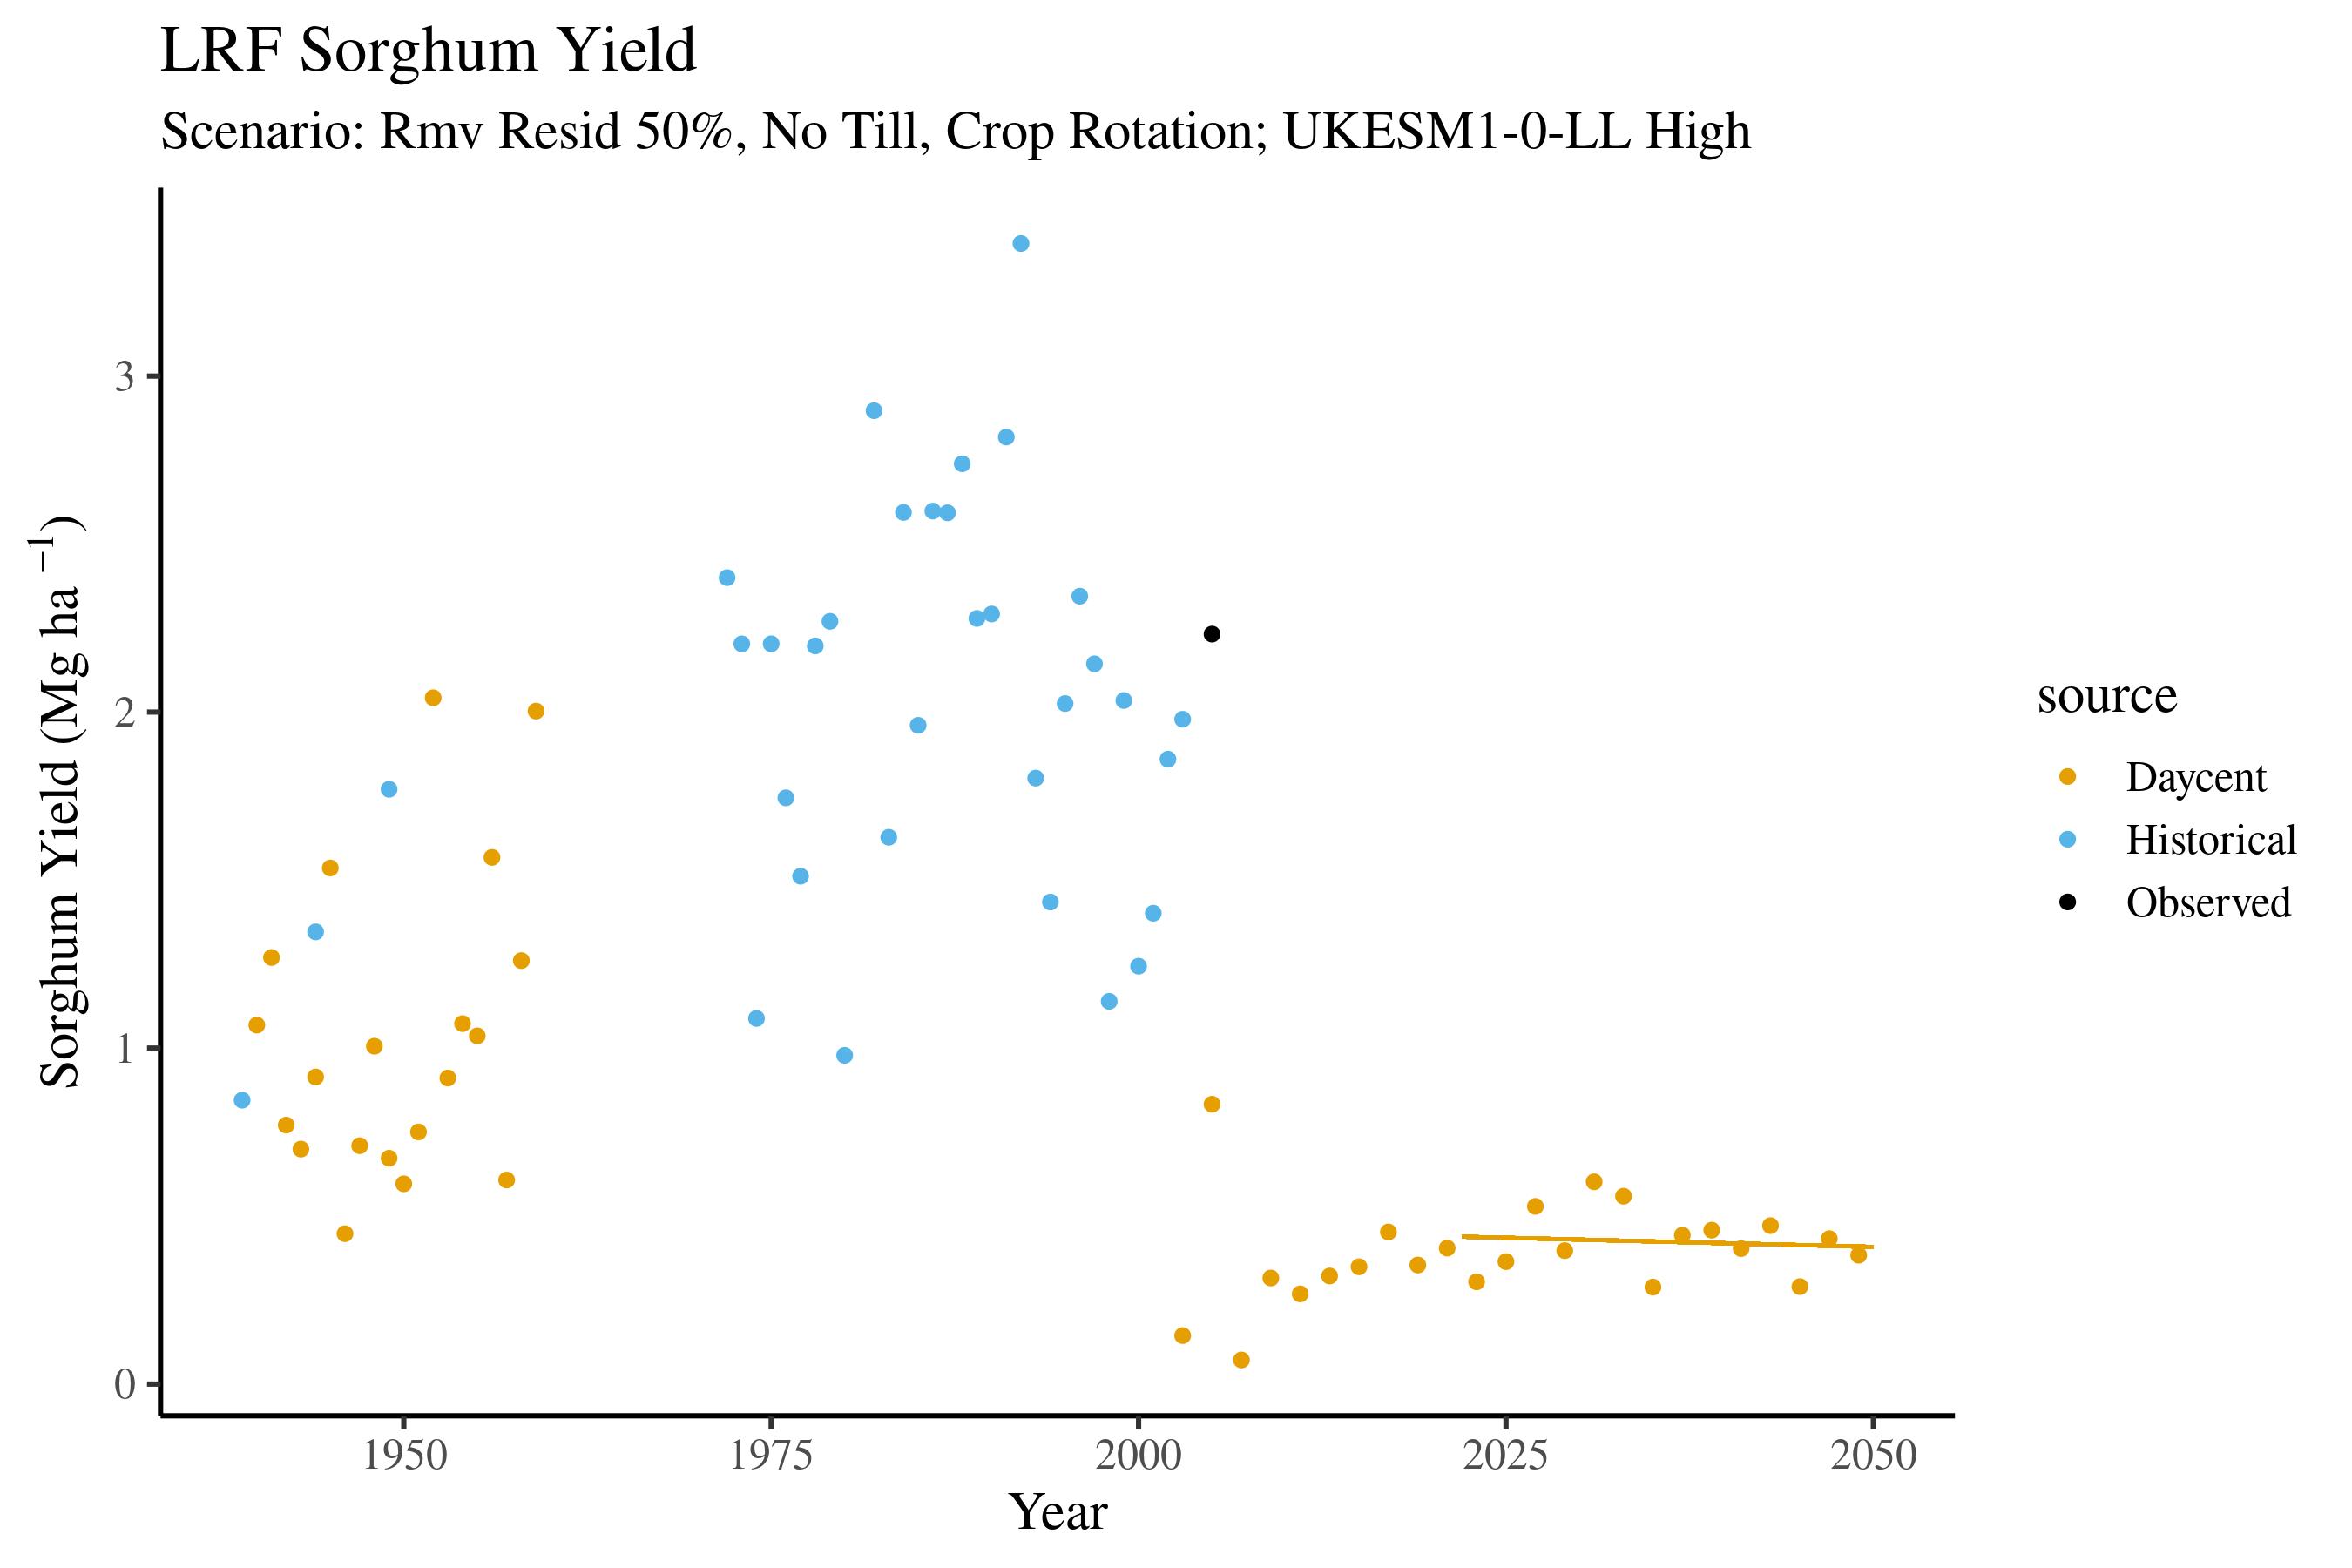 LRF Sorghum Yield
Scenario: Rmv Resid 50%, No Till, Crop Rotation; UKESM1-0-LL High
Sorghum Yield (Mg ha ⁻¹)
3
2
1
0
1950
1975
2000
2025
2050
Year
source
Daycent
Historical
Observed